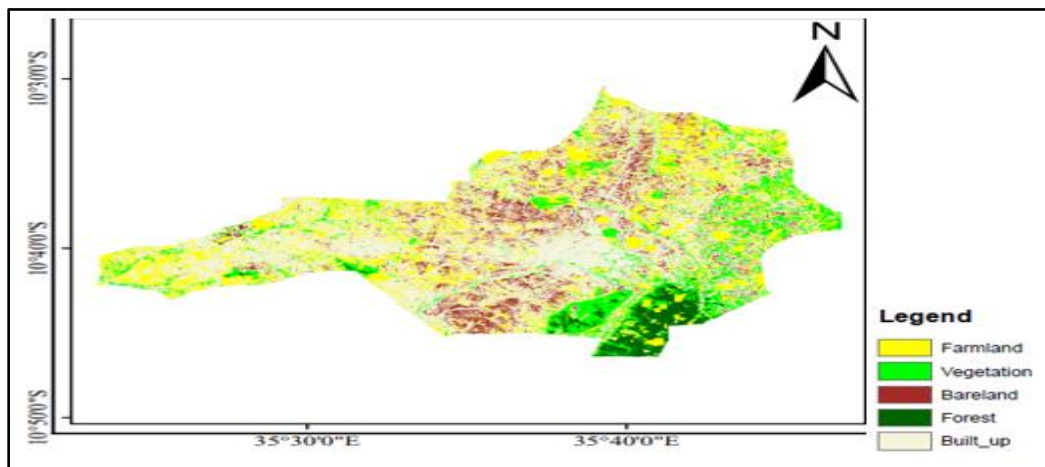 N
10°30'0"S
10°40'0"S
10°50'0"S
35°30'0"E
35°40'0"E
Legend
Farmland
Vegetation
Bareland
Forest
Built_up